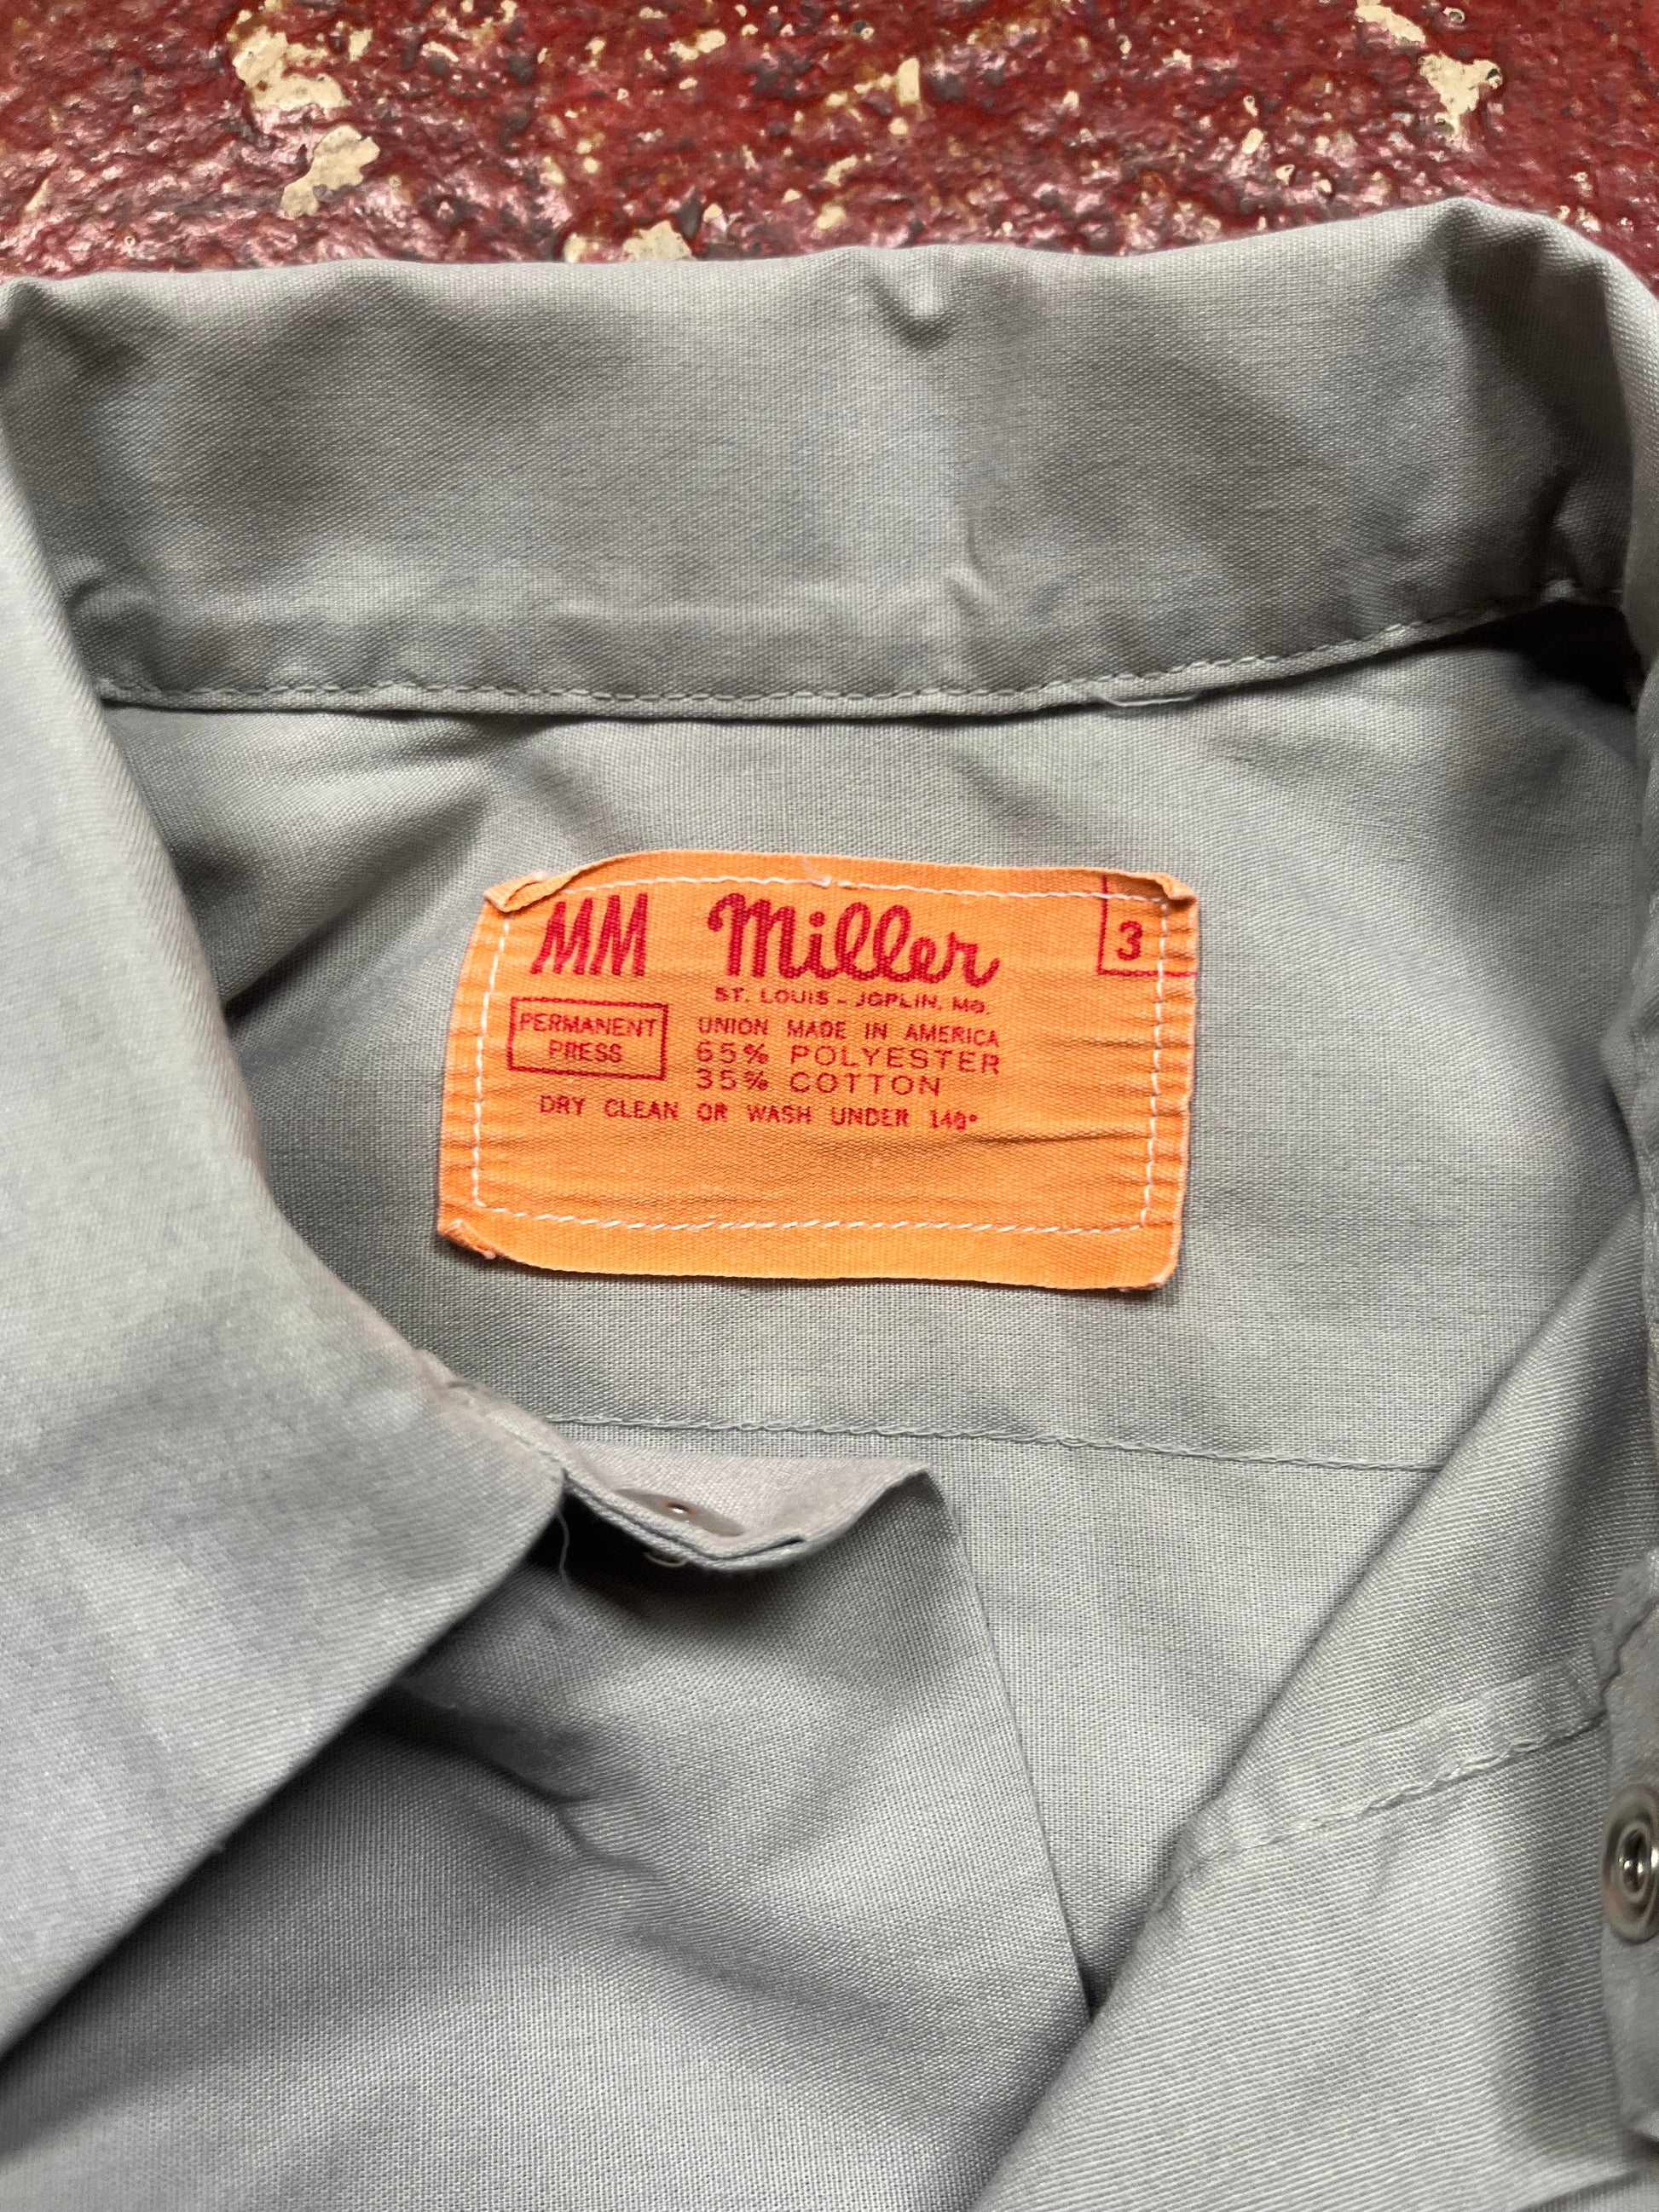 MM Miller 3
ST. LOUIS - JOPLIN, MO.
PERMANENT
PRESS
UNION MADE IN AMERICA
65% POLYESTER
35% COTTON
DRY CLEAN OR WASH UNDER 140°